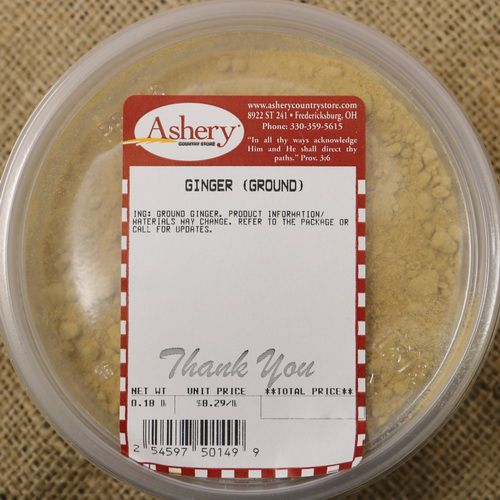 Ashery
COUNTRY STORE
www.asherycountrystore.com
8922 ST 241 • Fredericksburg, OH
Phone: 330-359-5615
"In all thy ways acknowledge
Him and He shall direct thy
paths." Prov. 3:6
GINGER (GROUND)
ING: GROUND GINGER. PRODUCT INFORMATION/
MATERIALS MAY CHANGE. REFER TO THE PACKAGE OR
CALL FOR UPDATES.
Thank You
NET WT UNIT PRICE **TOTAL PRICE**
0.18 lb $8.29/lb
2 54597 50149 9